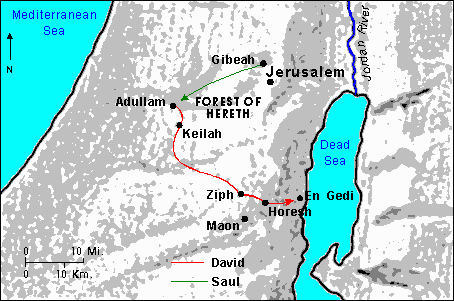 Mediterranean
Sea
N
Jordan River
Gibeah
Jerusalem
Adullam
FOREST OF
HERETH
Keilah
Dead
Sea
Ziph
En Gedi
Horesh
Maon
0 10 Mi.
0 10 Km.
David
Saul